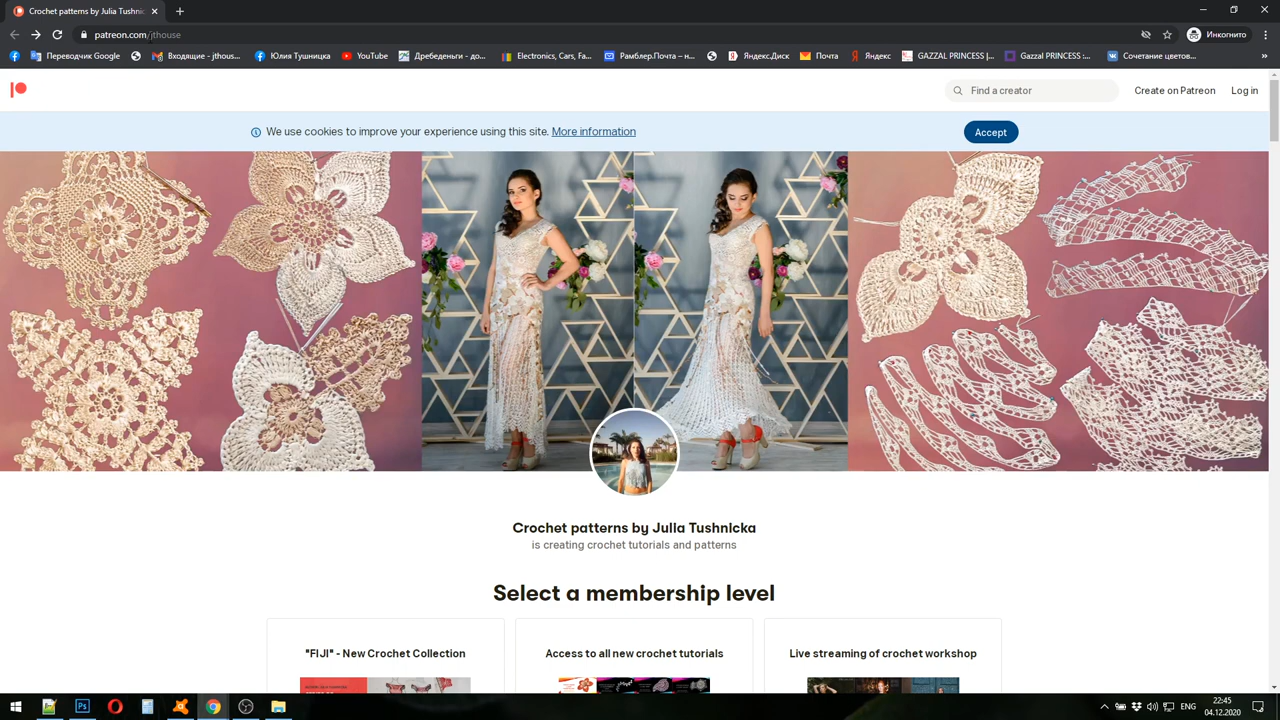 Crochet patterns by Julia Tushnic
patreon.com/jthouse
Инкогнито
Переводчик Google
Входящие - jthous...
Юлия Тушницка
YouTube
Дребеденьги - до...
Electronics, Cars, Fa...
Рамблер.Почта – н...
Яндекс.Диск
Почта
Яндекс
GAZZAL PRINCESS |...
Gazzal PRINCESS :...
Сочетание цветов...
Find a creator
Create on Patreon
Log in
We use cookies to improve your experience using this site. More information
Accept
Crochet patterns by Julia Tushnicka
is creating crochet tutorials and patterns
Select a membership level
"FIJI" - New Crochet Collection
Access to all new crochet tutorials
Live streaming of crochet workshop
ENG
22:45
04.12.2020